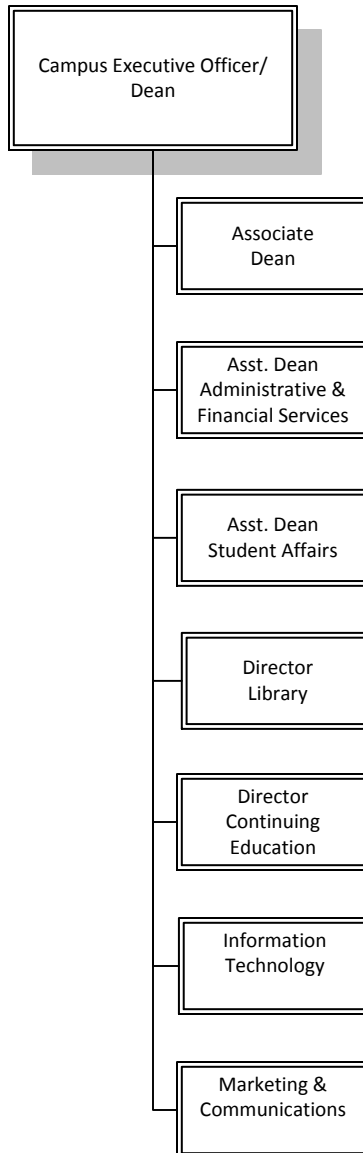 Campus Executive Officer/
Dean
Associate
Dean
Asst. Dean
Administrative &
Financial Services
Asst. Dean
Student Affairs
Director
Library
Director
Continuing
Education
Information
Technology
Marketing &
Communications